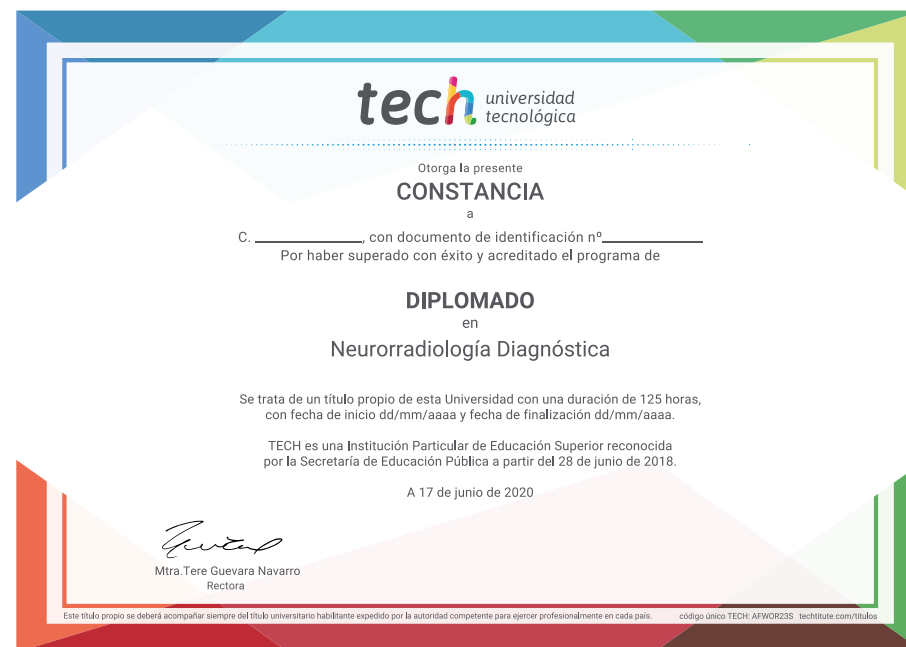 tech universidad
tecnológica
Otorga la presente
CONSTANCIA
a
C. ____________, con documento de identificación nº____________
Por haber superado con éxito y acreditado el programa de
DIPLOMADO
en
Neurorradiología Diagnóstica
Se trata de un título propio de esta Universidad con una duración de 125 horas,
con fecha de inicio dd/mm/aaaa y fecha de finalización dd/mm/aaaa.
TECH es una Institución Particular de Educación Superior reconocida
por la Secretaría de Educación Pública a partir del 28 de junio de 2018.
A 17 de junio de 2020
Mtra.Tere Guevara Navarro
Rectora
Este título propio se deberá acompañar siempre del título universitario habilitante expedido por la autoridad competente para ejercer profesionalmente en cada país. código único TECH: AFWOR23S techtitute.com/titulos